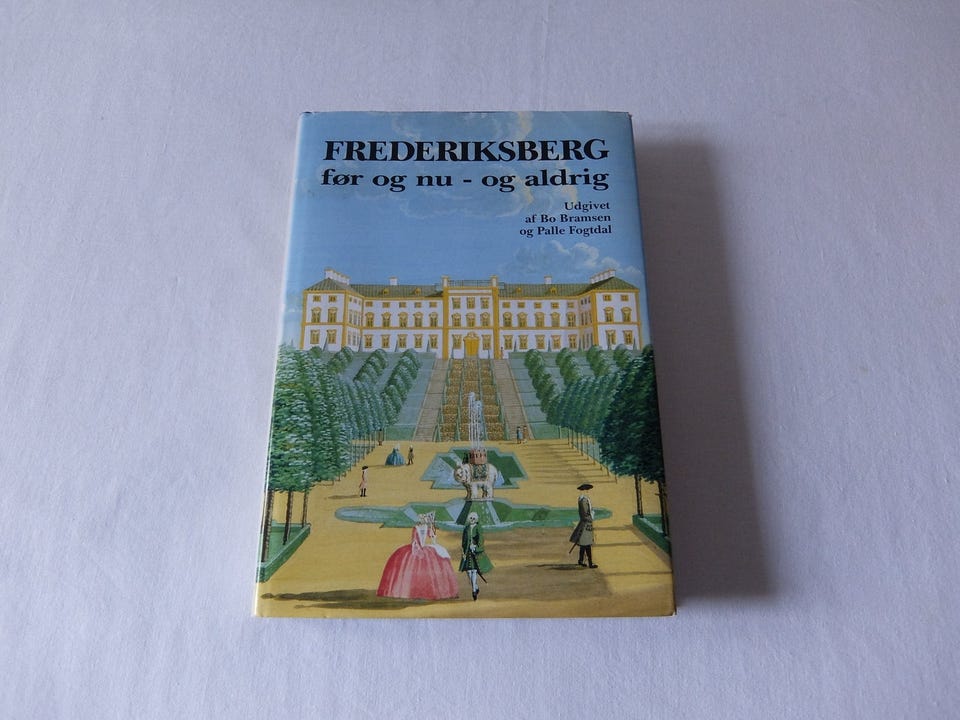 FREDERIKSBERG
før og nu - og aldrig
Udgivet
af Bo Bramsen
og Palle Fogtdal